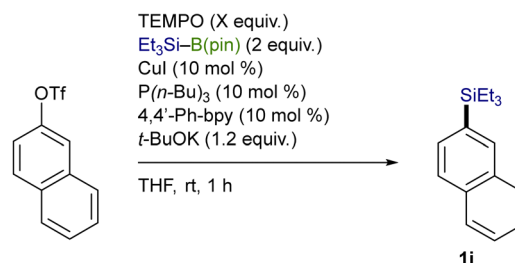 TEMPO (X equiv.)
Et₃Si–B(pin) (2 equiv.)
CuI (10 mol %)
P(n-Bu)₃ (10 mol %)
4,4'-Ph-bpy (10 mol %)
t-BuOK (1.2 equiv.)
THF, rt, 1 h
OTf
SiEt₃
1i